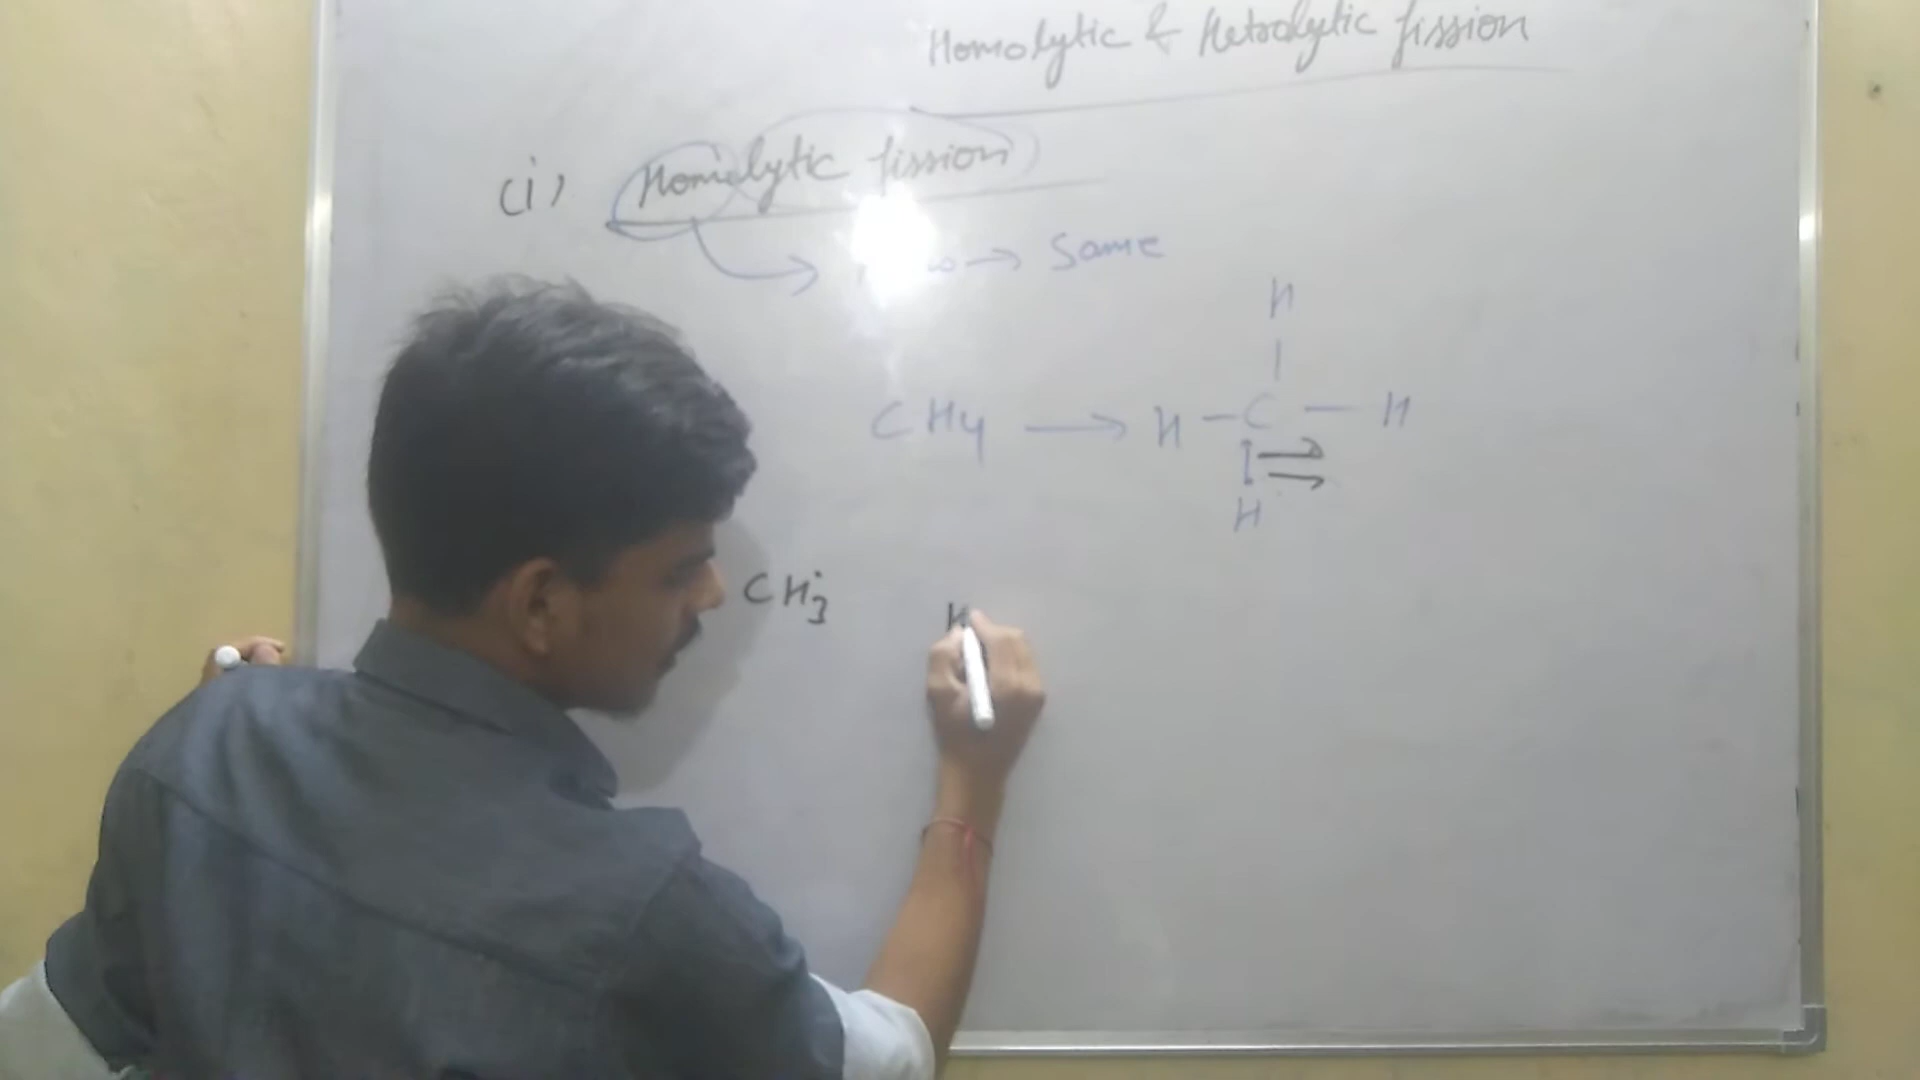 Homolytic & Hetrolytic fission
(i) Homolytic fission
→ Same
H
|
CH4 → H - C - H
|
H
CH3 H